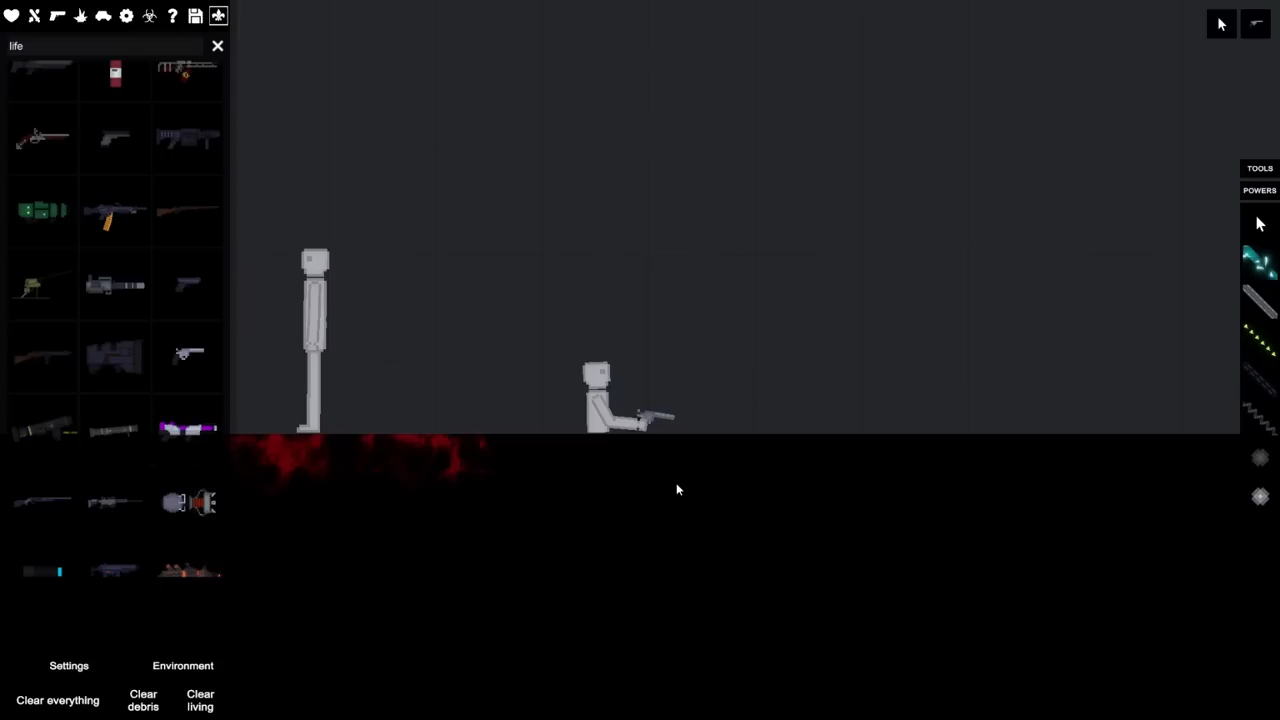 life
TOOLS
POWERS
Settings
Environment
Clear everything
Clear
debris
Clear
living